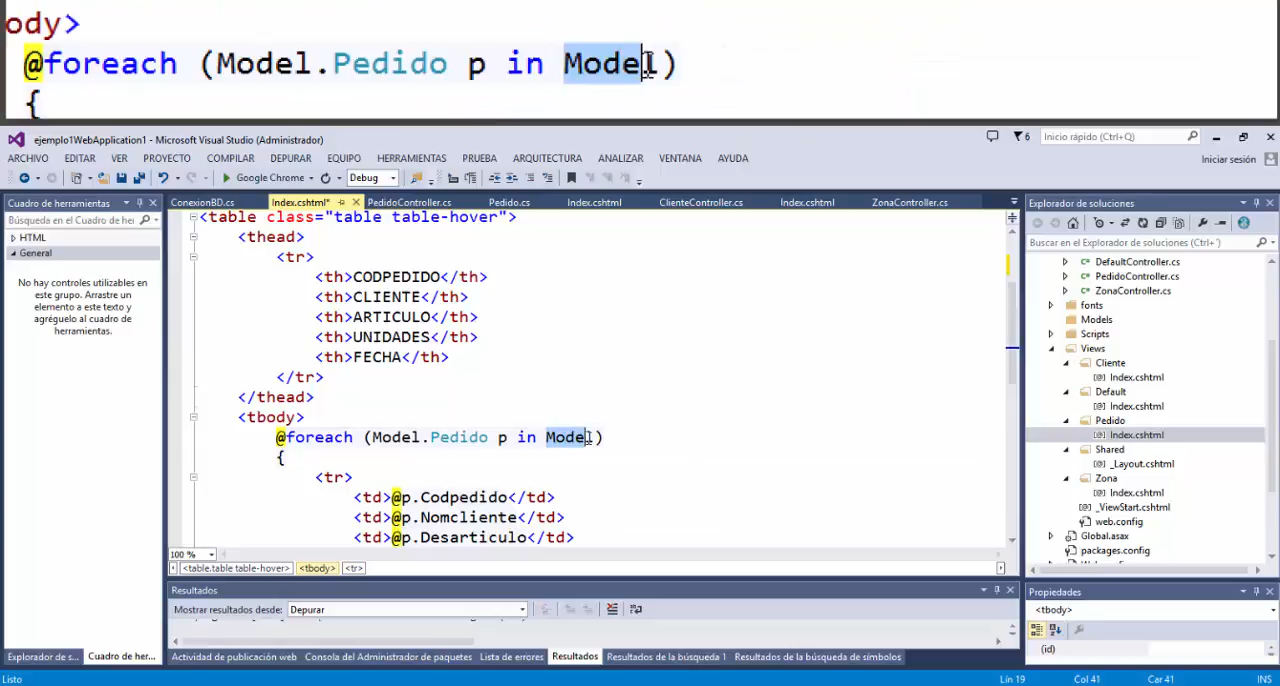 ody>
@foreach (Model.Pedido p in Model)
{
ejemplo1WebApplication1 - Microsoft Visual Studio (Administrador)
6
Inicio rápido (Ctrl+Q)
ARCHIVO EDITAR VER PROYECTO COMPILAR DEPURAR EQUIPO HERRAMIENTAS PRUEBA ARQUITECTURA ANALIZAR VENTANA AYUDA
Iniciar sesión
Google Chrome Debug
Cuadro de herramientas
Búsqueda en el Cuadro de her
HTML
General
No hay controles utilizables en
este grupo. Arrastre un
elemento a este texto y
agréguelo al cuadro de
herramientas.
Explorador de s... Cuadro de her...
ConexionBD.cs Index.cshtml* PedidoController.cs Pedido.cs Index.cshtml ClienteController.cs Index.cshtml ZonaController.cs
<table class="table table-hover">
<thead>
<tr>
<th>CODPEDIDO</th>
<th>CLIENTE</th>
<th>ARTICULO</th>
<th>UNIDADES</th>
<th>FECHA</th>
</tr>
</thead>
<tbody>
@foreach (Model.Pedido p in Model)
{
<tr>
<td>@p.Codpedido</td>
<td>@p.Nomcliente</td>
<td>@p.Desarticulo</td>
100 %
<table.table table-hover> <tbody> <tr>
Resultados
Mostrar resultados desde: Depurar
Actividad de publicación web Consola del Administrador de paquetes Lista de errores Resultados Resultados de la búsqueda 1 Resultados de la búsqueda de símbolos
Explorador de soluciones
Buscar en el Explorador de soluciones (Ctrl+´)
DefaultController.cs
PedidoController.cs
ZonaController.cs
fonts
Models
Scripts
Views
Cliente
Index.cshtml
Default
Index.cshtml
Pedido
Index.cshtml
Shared
_Layout.cshtml
Zona
Index.cshtml
_ViewStart.cshtml
web.config
Global.asax
packages.config
Propiedades
<tbody>
(id)
Listo
Lín 19 Col 41 Car 41 INS